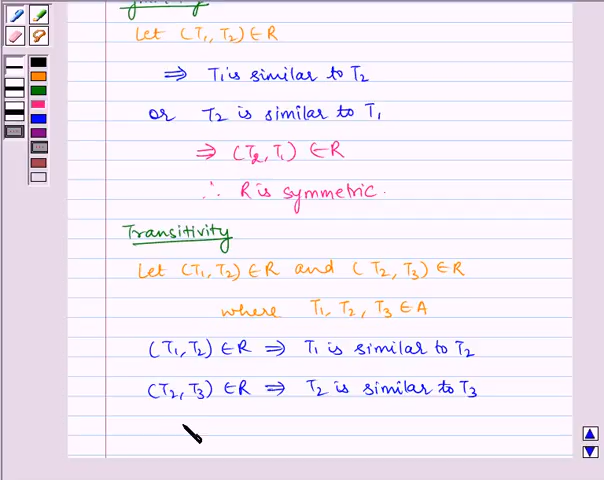 Let (T1, T2) ∈ R
⇒ T1 is similar to T2
or T2 is similar to T1
⇒ (T2, T1) ∈ R
∴ R is symmetric.
Transitivity
Let (T1, T2) ∈ R and (T2, T3) ∈ R
where T1, T2, T3 ∈ A
(T1, T2) ∈ R ⇒ T1 is similar to T2
(T2, T3) ∈ R ⇒ T2 is similar to T3